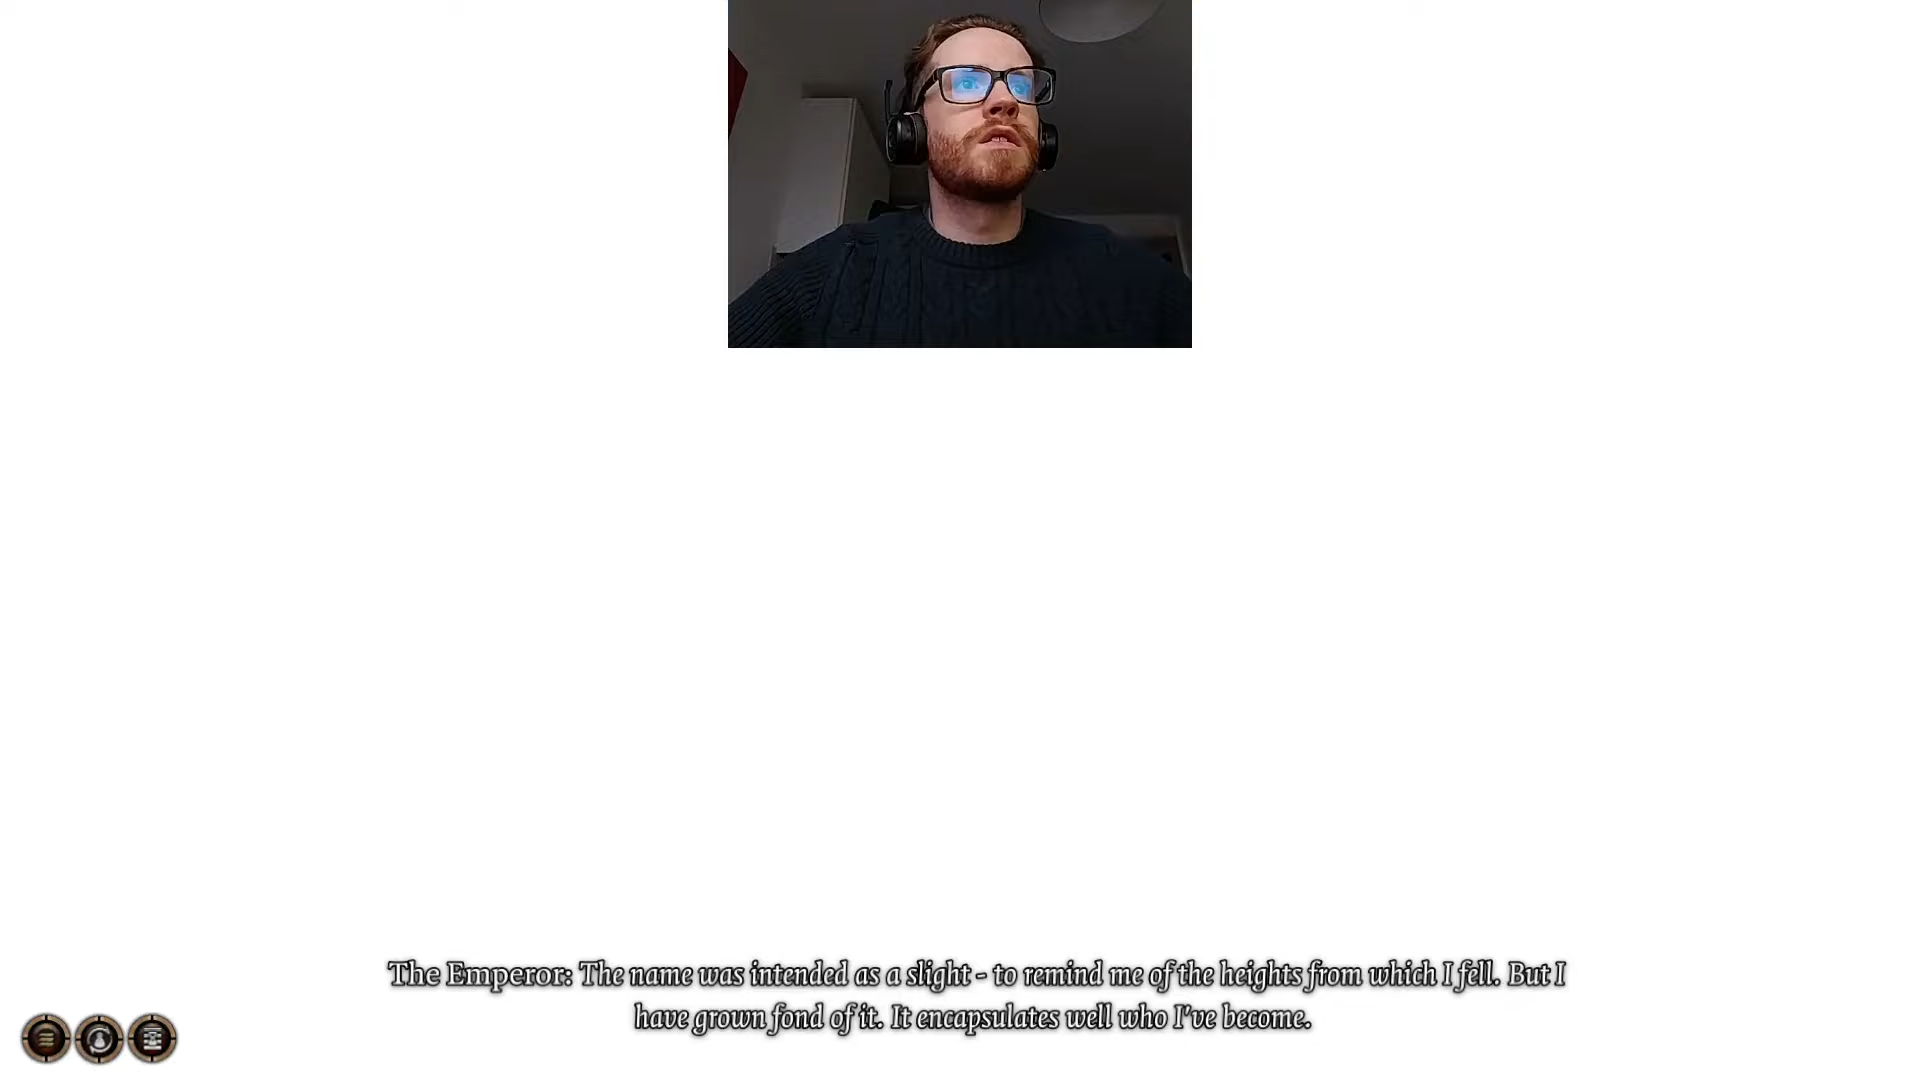 The Emperor: The name was intended as a slight - to remind me of the heights from which I fell. But I
have grown fond of it. It encapsulates well who I've become.